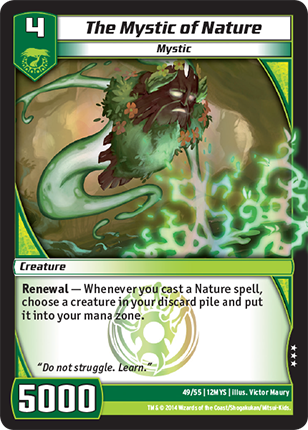 4
The Mystic of Nature
Mystic
Creature
Renewal — Whenever you cast a Nature spell,
choose a creature in your discard pile and put
it into your mana zone.
“Do not struggle. Learn.”
5000
49/55 | 12MYS | illus. Victor Maury
TM & © 2014 Wizards of the Coast/Shogakukan/Mitsui-Kids.